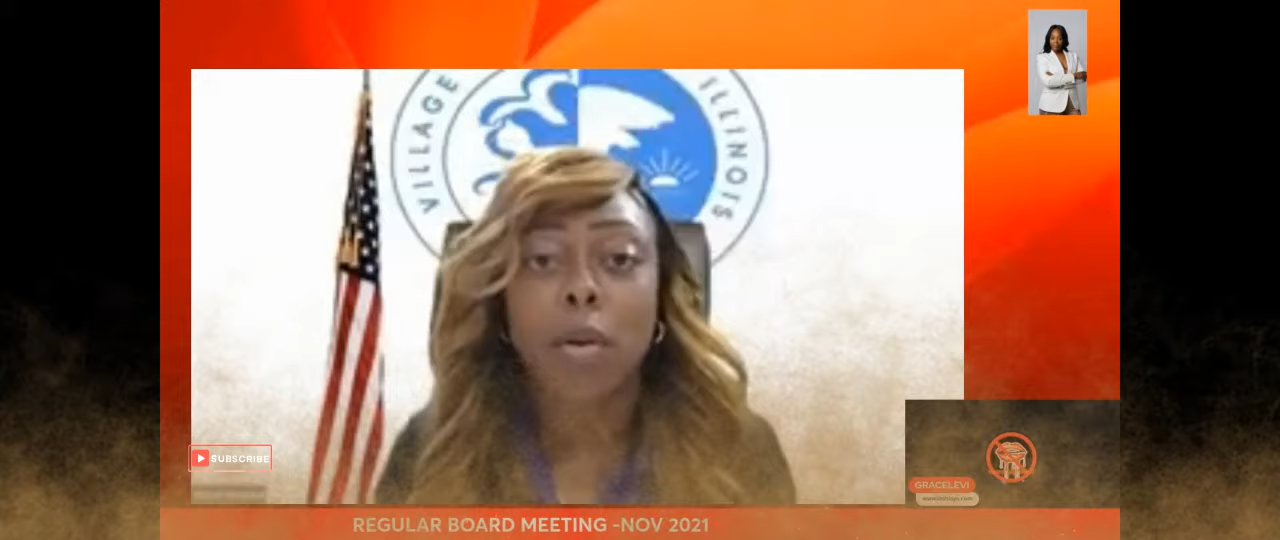 VILLAGE
ILLINOIS
SUBSCRIBE
GRACELEVI
REGULAR BOARD MEETING -NOV 2021